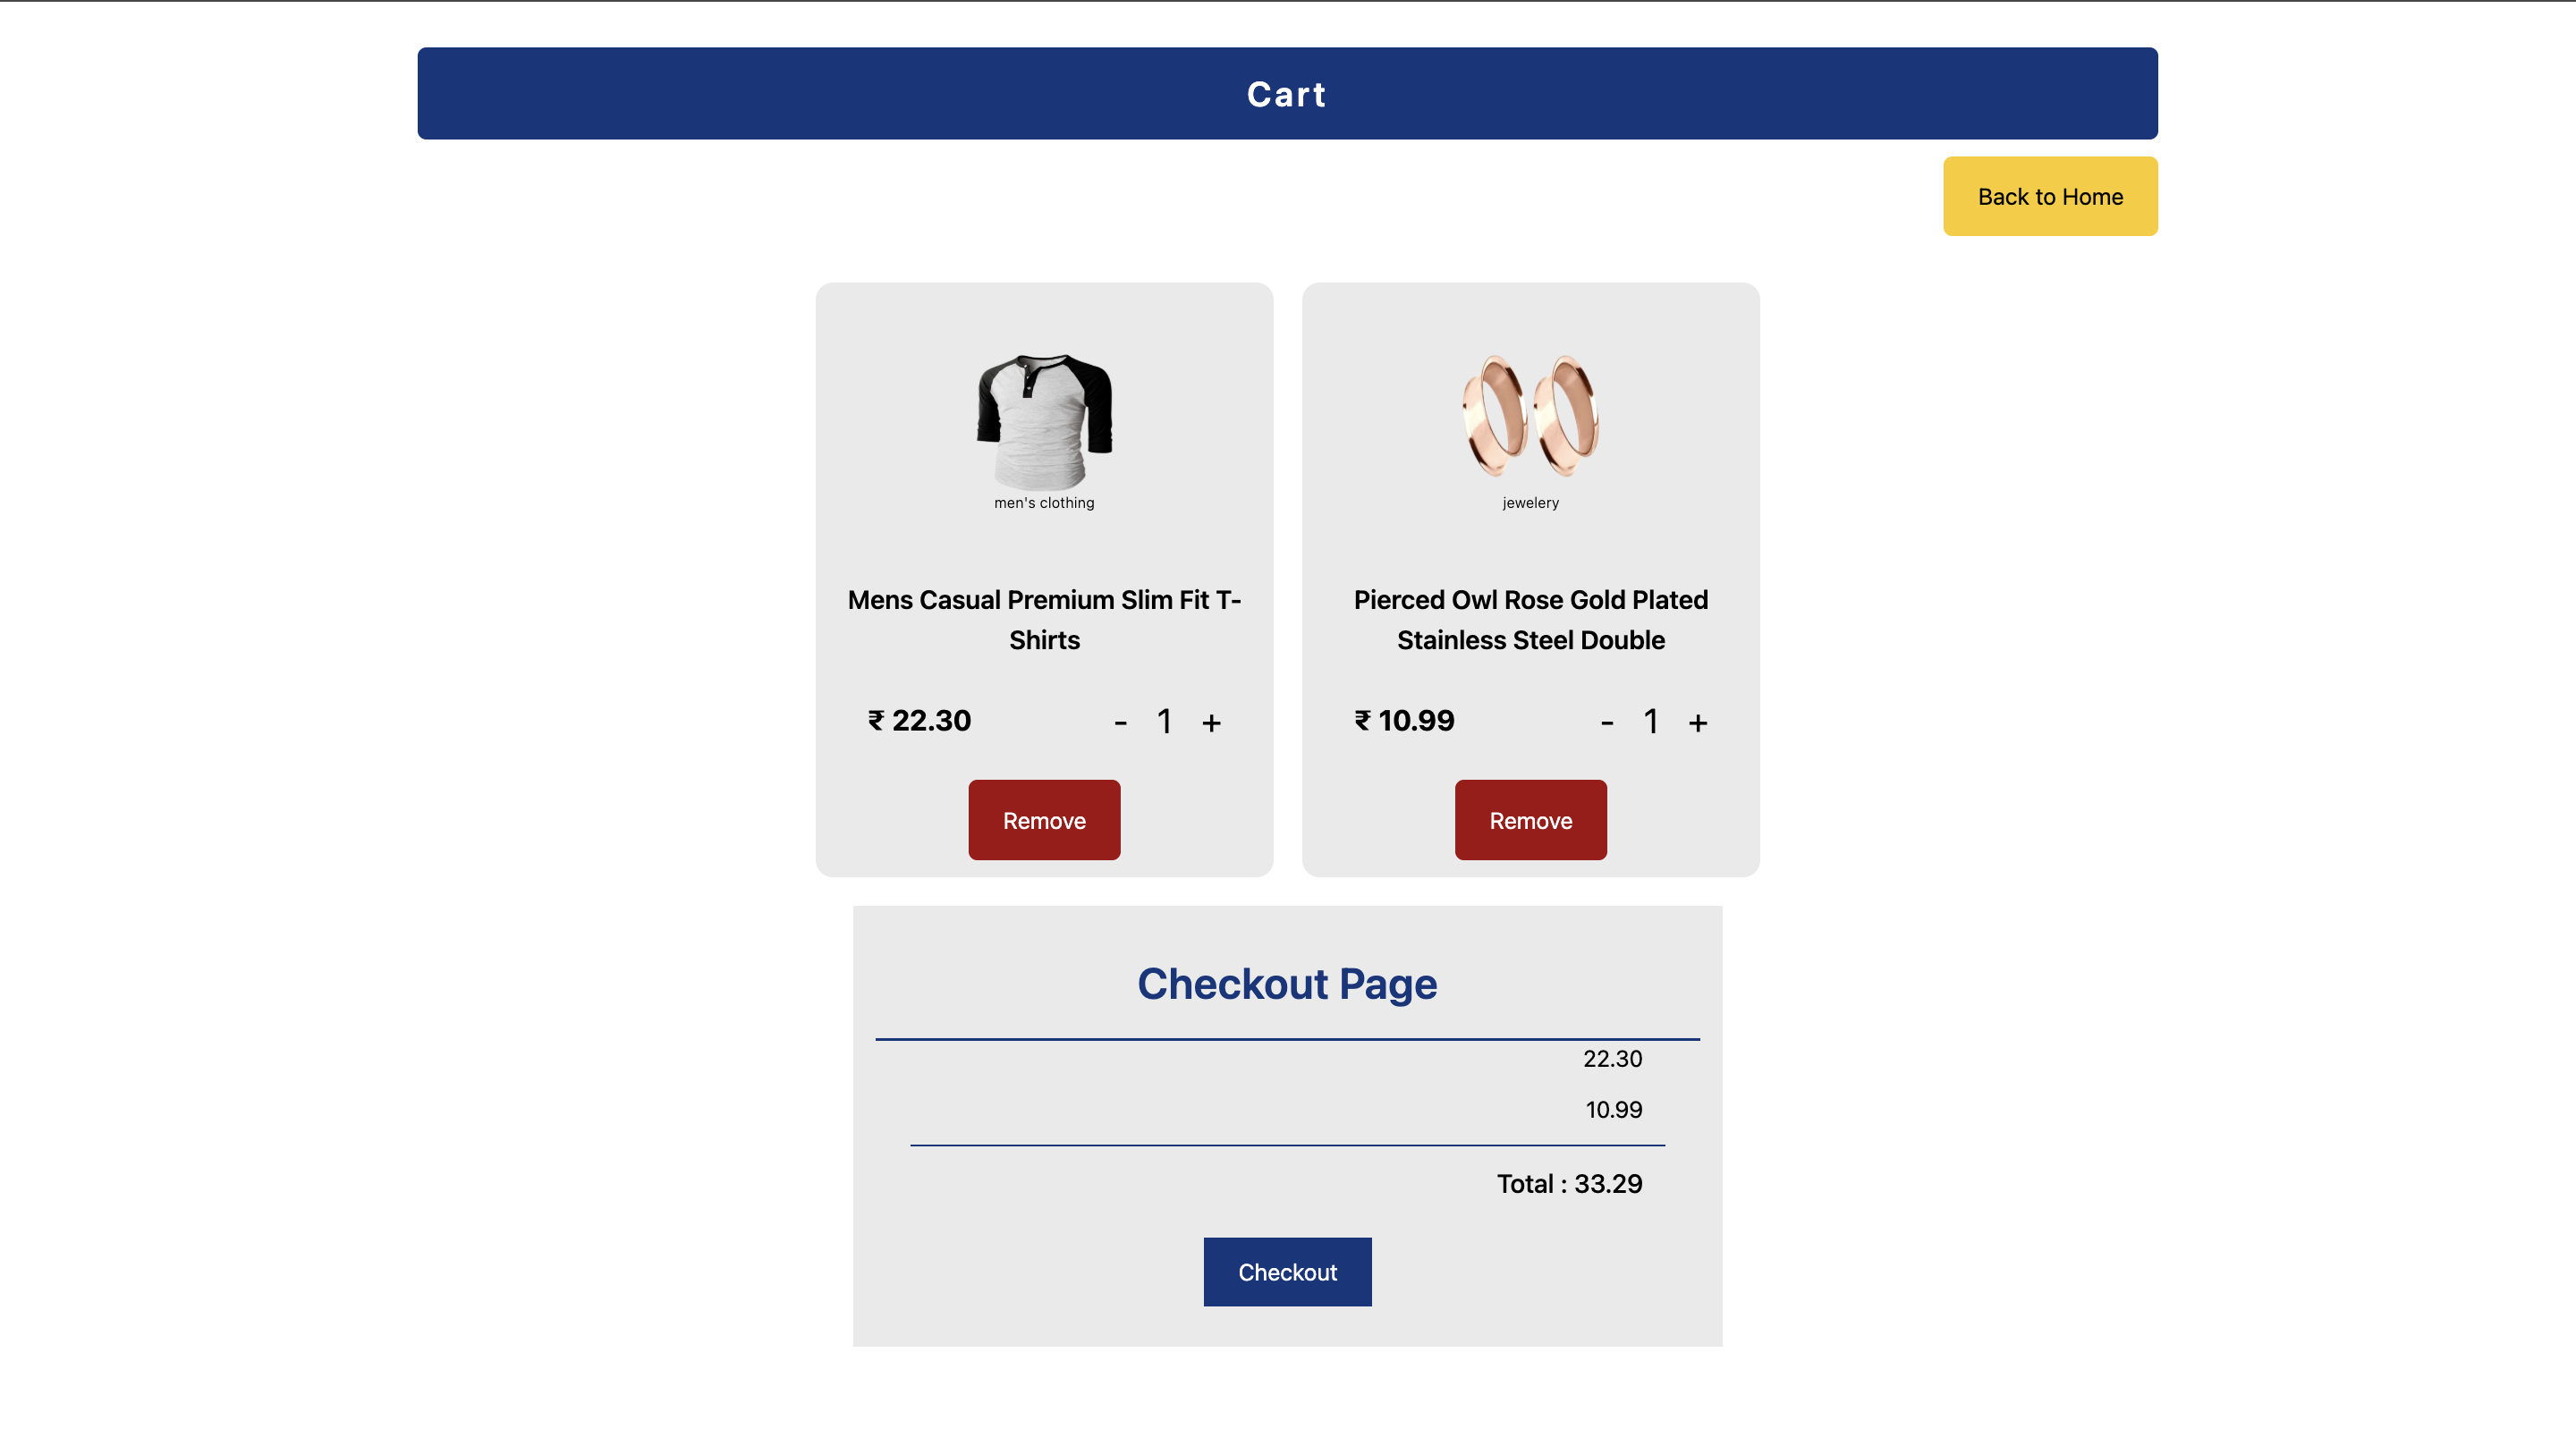 Cart
Back to Home
men's clothing
Mens Casual Premium Slim Fit T-
Shirts
₹ 22.30 - 1 +
Remove
jewelery
Pierced Owl Rose Gold Plated
Stainless Steel Double
₹ 10.99 - 1 +
Remove
Checkout Page
22.30
10.99
Total : 33.29
Checkout